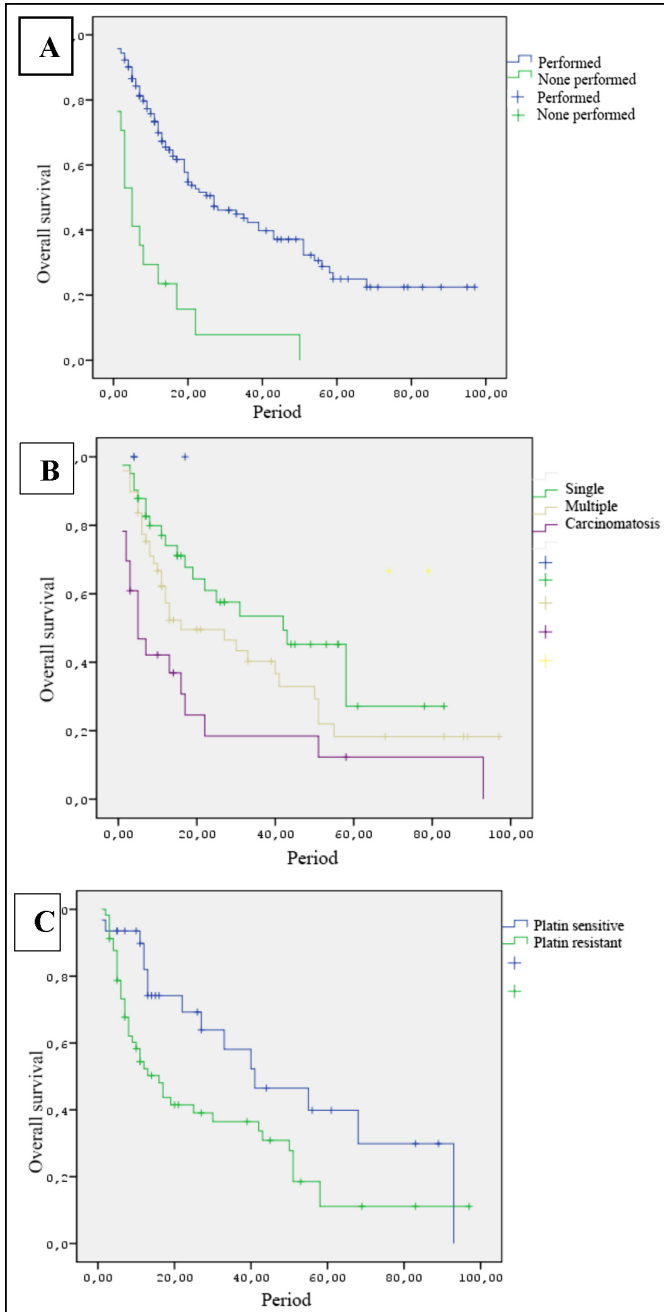 A
0,8
0,6
0,4
0,2
0,0
Overall survival
0,00 20,00 40,00 60,00 80,00 100,00
Period
Performed
None performed
Performed
None performed
B
0,8
0,6
0,4
0,2
0,0
Overall survival
0,00 20,00 40,00 60,00 80,00 100,00
Period
Single
Multiple
Carcinomatosis
C
0,8
0,6
0,4
0,2
0,0
Overall survival
0,00 20,00 40,00 60,00 80,00 100,00
Period
Platin sensitive
Platin resistant